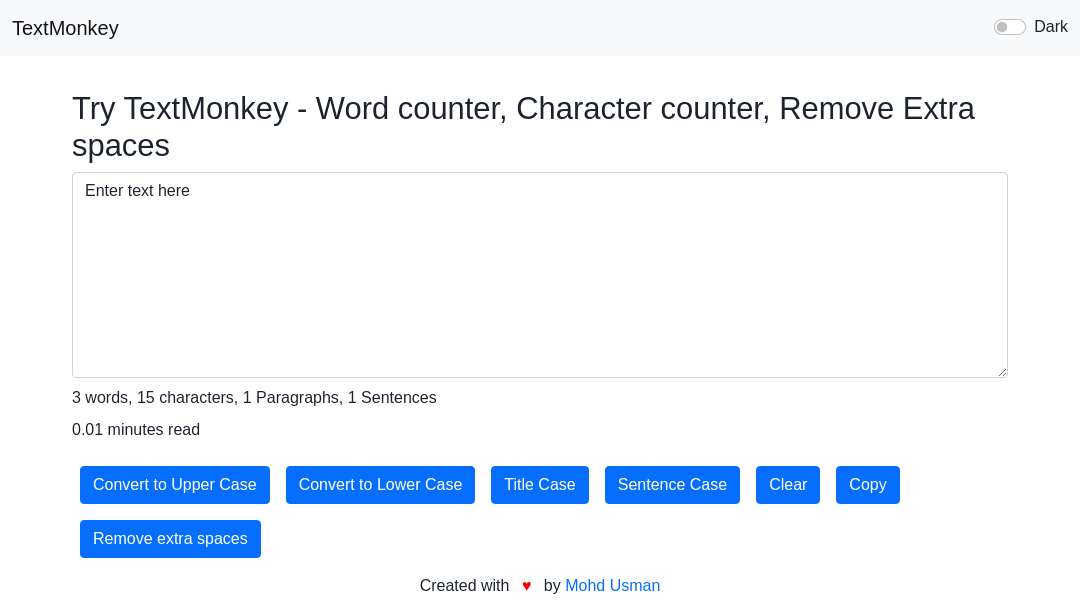 TextMonkey
Dark
Try TextMonkey - Word counter, Character counter, Remove Extra
spaces
Enter text here
3 words, 15 characters, 1 Paragraphs, 1 Sentences
0.01 minutes read
Convert to Upper Case
Convert to Lower Case
Title Case
Sentence Case
Clear
Copy
Remove extra spaces
Created with ♥ by Mohd Usman